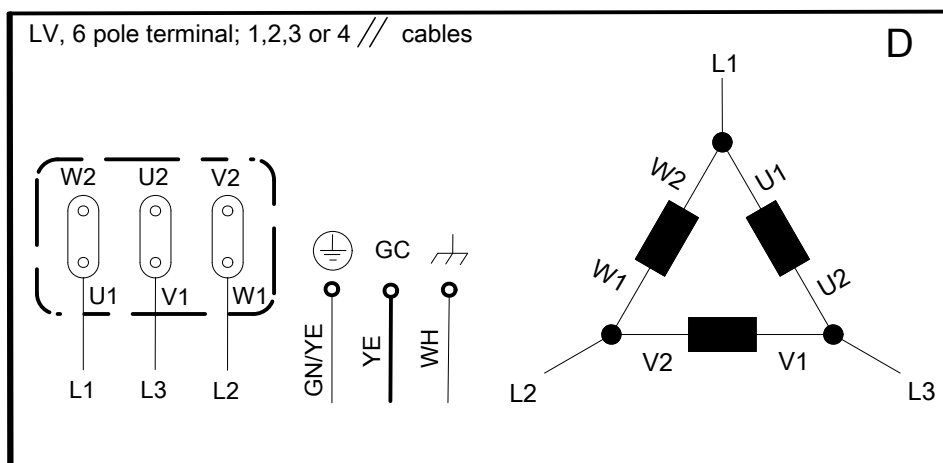 LV, 6 pole terminal; 1,2,3 or 4 // cables
D
W2 U2 V2
U1 V1 W1
L1 L3 L2
GC
GN/YE YE WH
L1
W2 U1
W1 U2
V2 V1
L2 L3